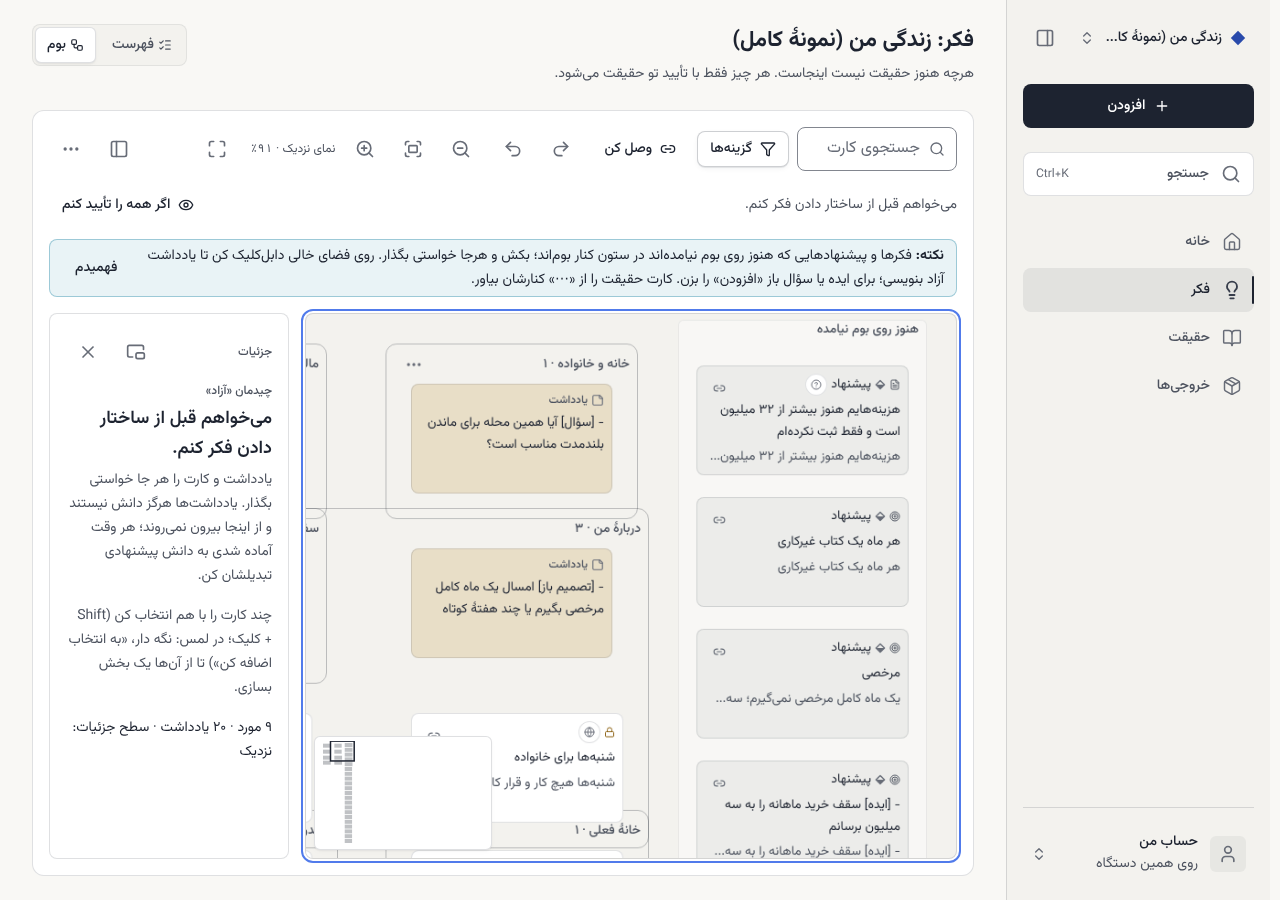 زندگی من (نمونهٔ کا...
افزودن
جستجو
Ctrl+K
خانه
فکر
حقیقت
خروجی‌ها
حساب من
روی همین دستگاه
فکر: زندگی من (نمونهٔ کامل)
هرچه هنوز حقیقت نیست اینجاست. هر چیز فقط با تأیید تو حقیقت می‌شود.
فهرست
بوم
جستجوی کارت
گزینه‌ها
وصل کن
نمای نزدیک · ۹۱٪
می‌خواهم قبل از ساختار دادن فکر کنم.
اگر همه را تأیید کنم
نکته: فکرها و پیشنهادهایی که هنوز روی بوم نیامده‌اند در ستون کنار بوم‌اند؛ بکش و هرجا خواستی بگذار. روی فضای خالی دابل‌کلیک کن تا یادداشت
آزاد بنویسی؛ برای ایده یا سؤال باز «افزودن» را بزن. کارت حقیقت را از «···» کنارشان بیاور.
فهمیدم
هنوز روی بوم نیامده
پیشنهاد
هزینه‌هایم هنوز بیشتر از ۳۲ میلیون
است و فقط ثبت نکرده‌ام
هزینه‌هایم هنوز بیشتر از ۳۲ میلیون...
پیشنهاد
هر ماه یک کتاب غیرکاری
هر ماه یک کتاب غیرکاری
پیشنهاد
مرخصی
یک ماه کامل مرخصی نمی‌گیرم؛ سه...
پیشنهاد
- [ایده] سقف خرید ماهانه را به سه
میلیون برسانم
- [ایده] سقف خرید ماهانه را به سه...
خانه و خانواده · ۱
یادداشت
- [سؤال] آیا همین محله برای ماندن
بلندمدت مناسب است؟
دربارهٔ من · ۳
یادداشت
- [تصمیم باز] امسال یک ماه کامل
مرخصی بگیرم یا چند هفتهٔ کوتاه
شنبه‌ها برای خانواده
شنبه‌ها هیچ کار و قرار کا
خانهٔ فعلی · ۱
جزئیات
چیدمان «آزاد»
می‌خواهم قبل از ساختار
دادن فکر کنم.
یادداشت و کارت را هر جا خواستی
بگذار. یادداشت‌ها هرگز دانش نیستند
و از اینجا بیرون نمی‌روند؛ هر وقت
آماده شدی به دانش پیشنهادی
تبدیلشان کن.
چند کارت را با هم انتخاب کن (Shift
+ کلیک؛ در لمس: نگه دار، «به انتخاب
اضافه کن») تا از آن‌ها یک بخش
بسازی.
۹ مورد · ۲۰ یادداشت · سطح جزئیات:
نزدیک